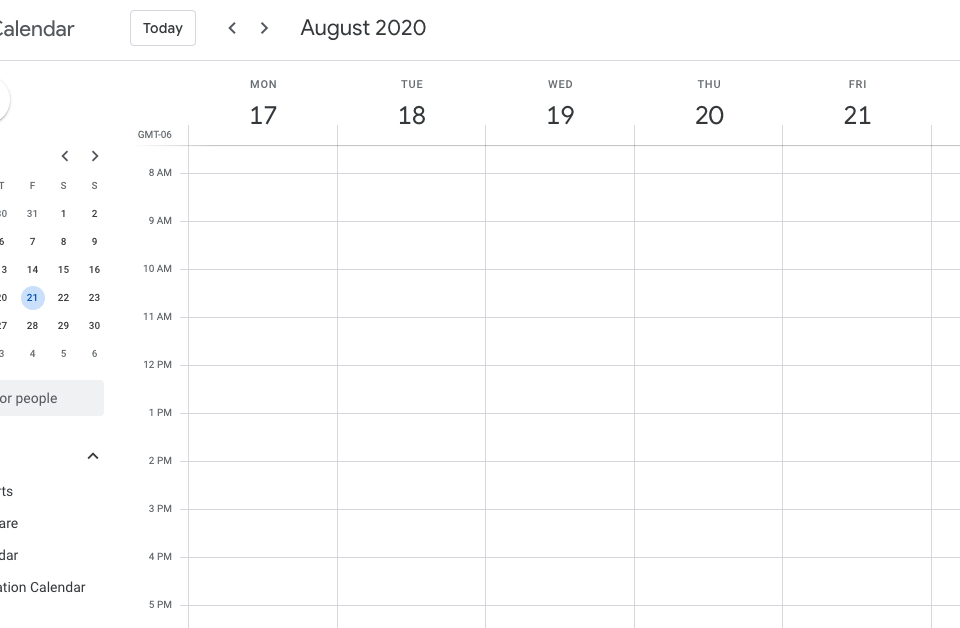 Calendar Today August 2020
MON TUE WED THU FRI
17 18 19 20 21
GMT-06
T F S S
30 31 1 2
6 7 8 9
13 14 15 16
20 21 22 23
27 28 29 30
3 4 5 6
or people
rts
are
dar
ation Calendar
8 AM
9 AM
10 AM
11 AM
12 PM
1 PM
2 PM
3 PM
4 PM
5 PM